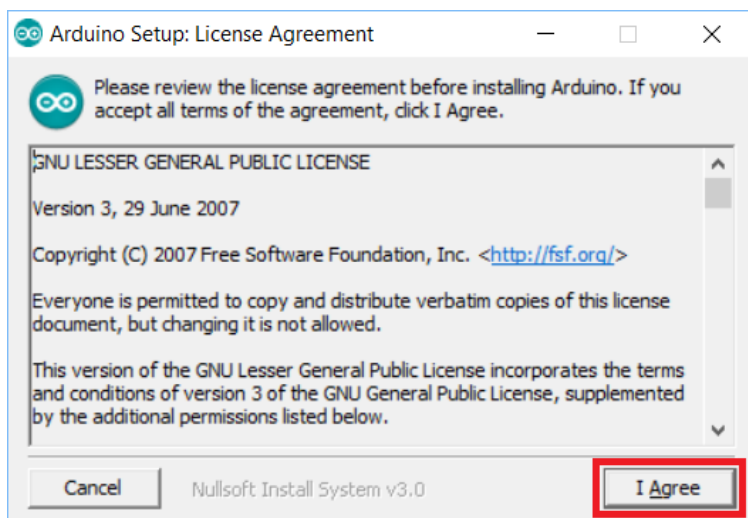 Arduino Setup: License Agreement
Please review the license agreement before installing Arduino. If you
accept all terms of the agreement, click I Agree.
GNU LESSER GENERAL PUBLIC LICENSE
Version 3, 29 June 2007
Copyright (C) 2007 Free Software Foundation, Inc. <http://fsf.org/>
Everyone is permitted to copy and distribute verbatim copies of this license
document, but changing it is not allowed.
This version of the GNU Lesser General Public License incorporates the terms
and conditions of version 3 of the GNU General Public License, supplemented
by the additional permissions listed below.
Cancel
Nullsoft Install System v3.0
I Agree